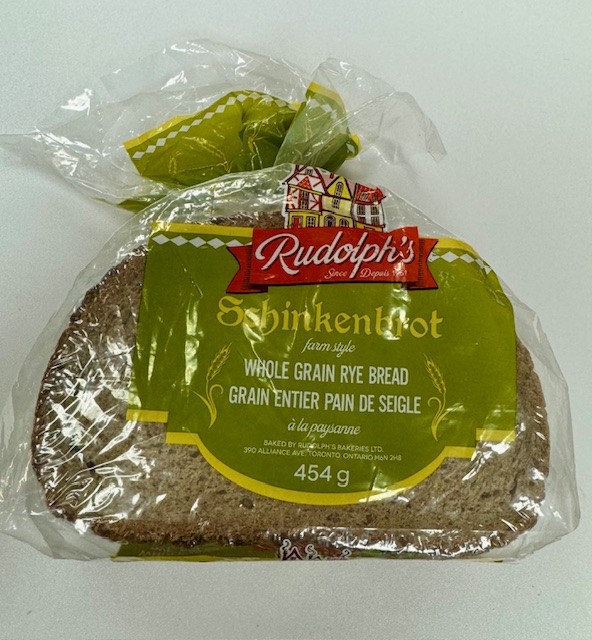 Rudolph's
Since Depuis 1951
Schinkenbrot
farm style
WHOLE GRAIN RYE BREAD
GRAIN ENTIER PAIN DE SEIGLE
à la paysanne
BAKED BY RUDOLPH'S BAKERIES LTD.
390 ALLIANCE AVE, TORONTO, ONTARIO M6N 2H8
454 g